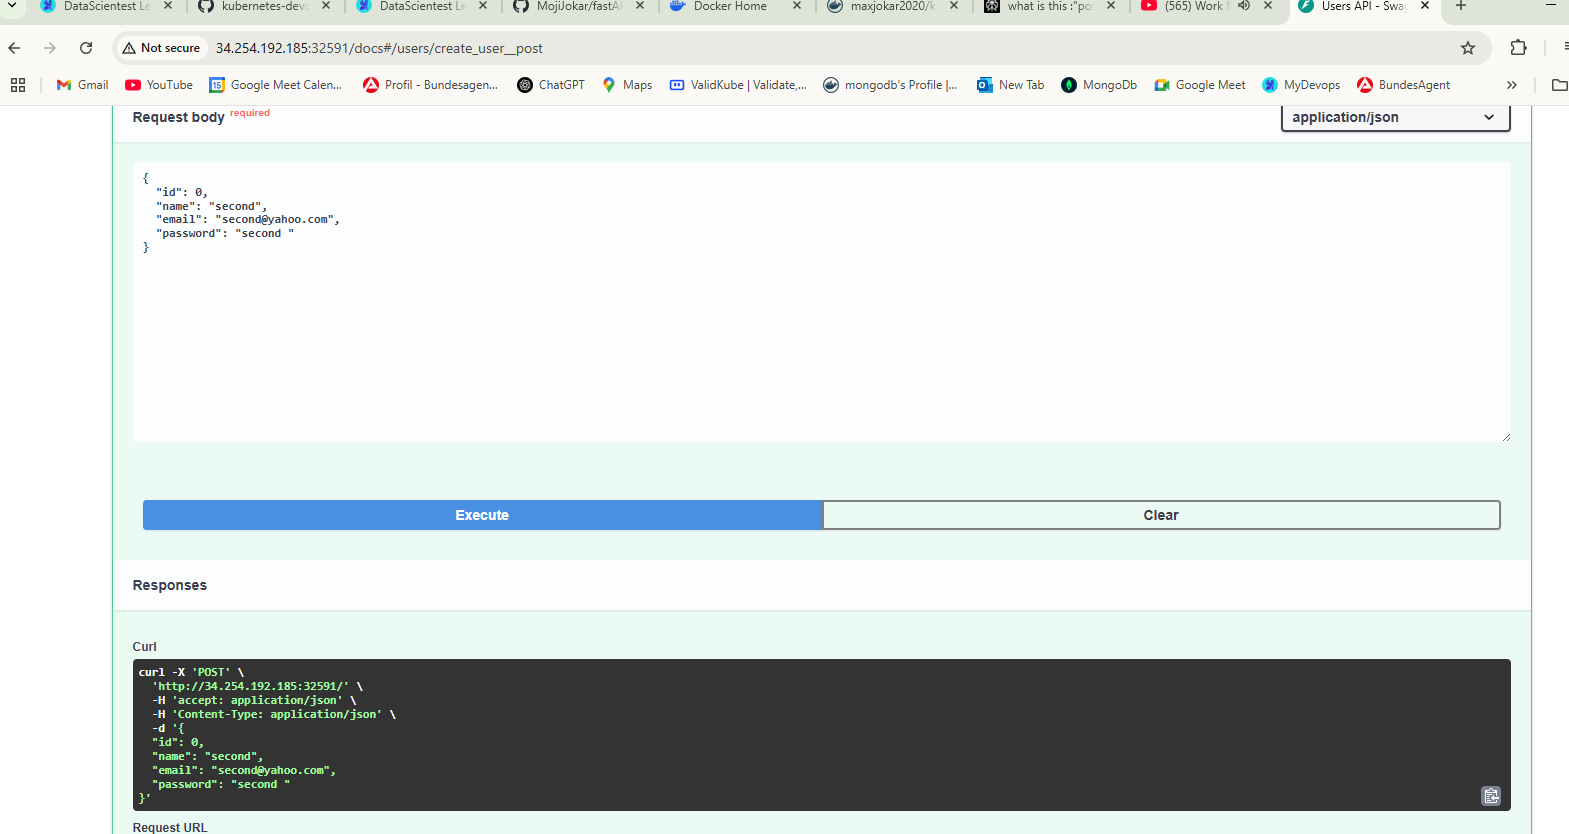 DataScientest Le
kubernetes-devo
DataScientest Le
MojiJokar/fastAP
Docker Home
maxjokar2020/k
what is this :"po
(565) Work
Users API - Swag
Not secure
34.254.192.185:32591/docs#/users/create_user__post
Gmail
YouTube
15
Google Meet Calen...
Profil - Bundesagen...
ChatGPT
Maps
ValidKube | Validate,...
mongodb's Profile |...
New Tab
MongoDb
Google Meet
MyDevops
BundesAgent
Request body required
application/json
{
"id": 0,
"name": "second",
"email": "second@yahoo.com",
"password": "second "
}
Execute
Clear
Responses
Curl
curl -X 'POST' \
'http://34.254.192.185:32591/' \
-H 'accept: application/json' \
-H 'Content-Type: application/json' \
-d '{
"id": 0,
"name": "second",
"email": "second@yahoo.com",
"password": "second "
}'
Request URL